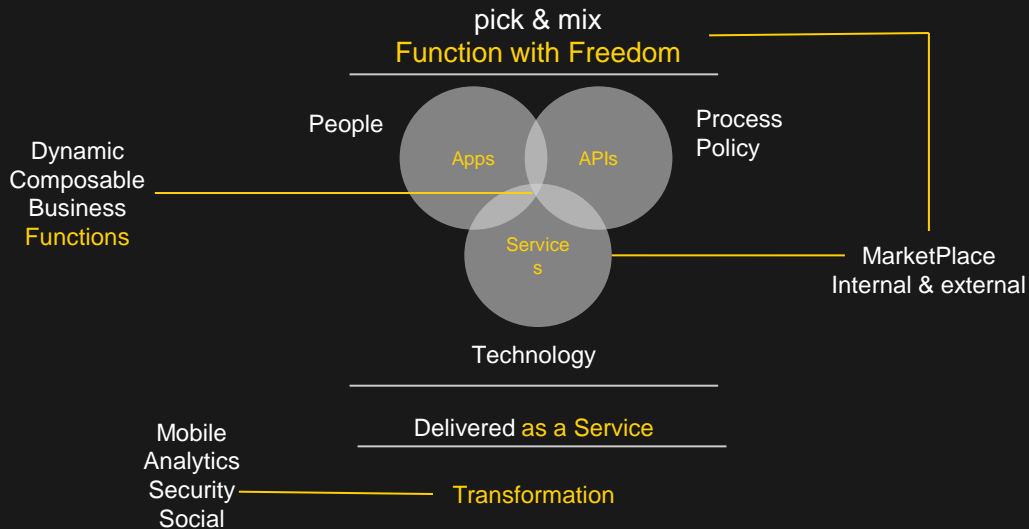 pick & mix
Function with Freedom
People
Process
Policy
Apps
APIs
Dynamic
Composable
Business
Functions
Service
s
MarketPlace
Internal & external
Technology
Delivered as a Service
Mobile
Analytics
Security
Social
Transformation